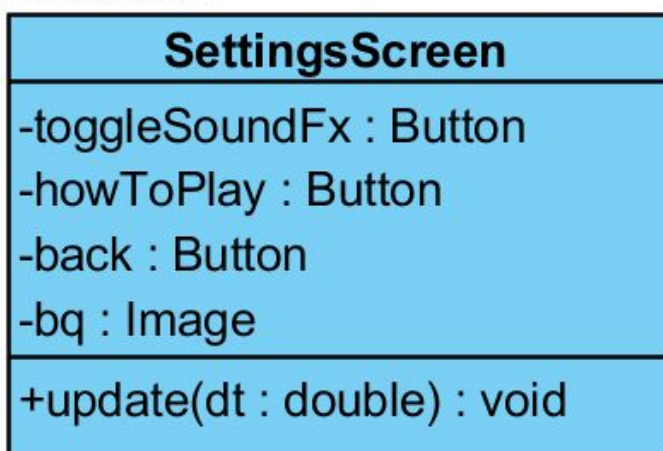 SettingsScreen
-toggleSoundFx : Button
-howToPlay : Button
-back : Button
-bq : Image
+update(dt : double) : void